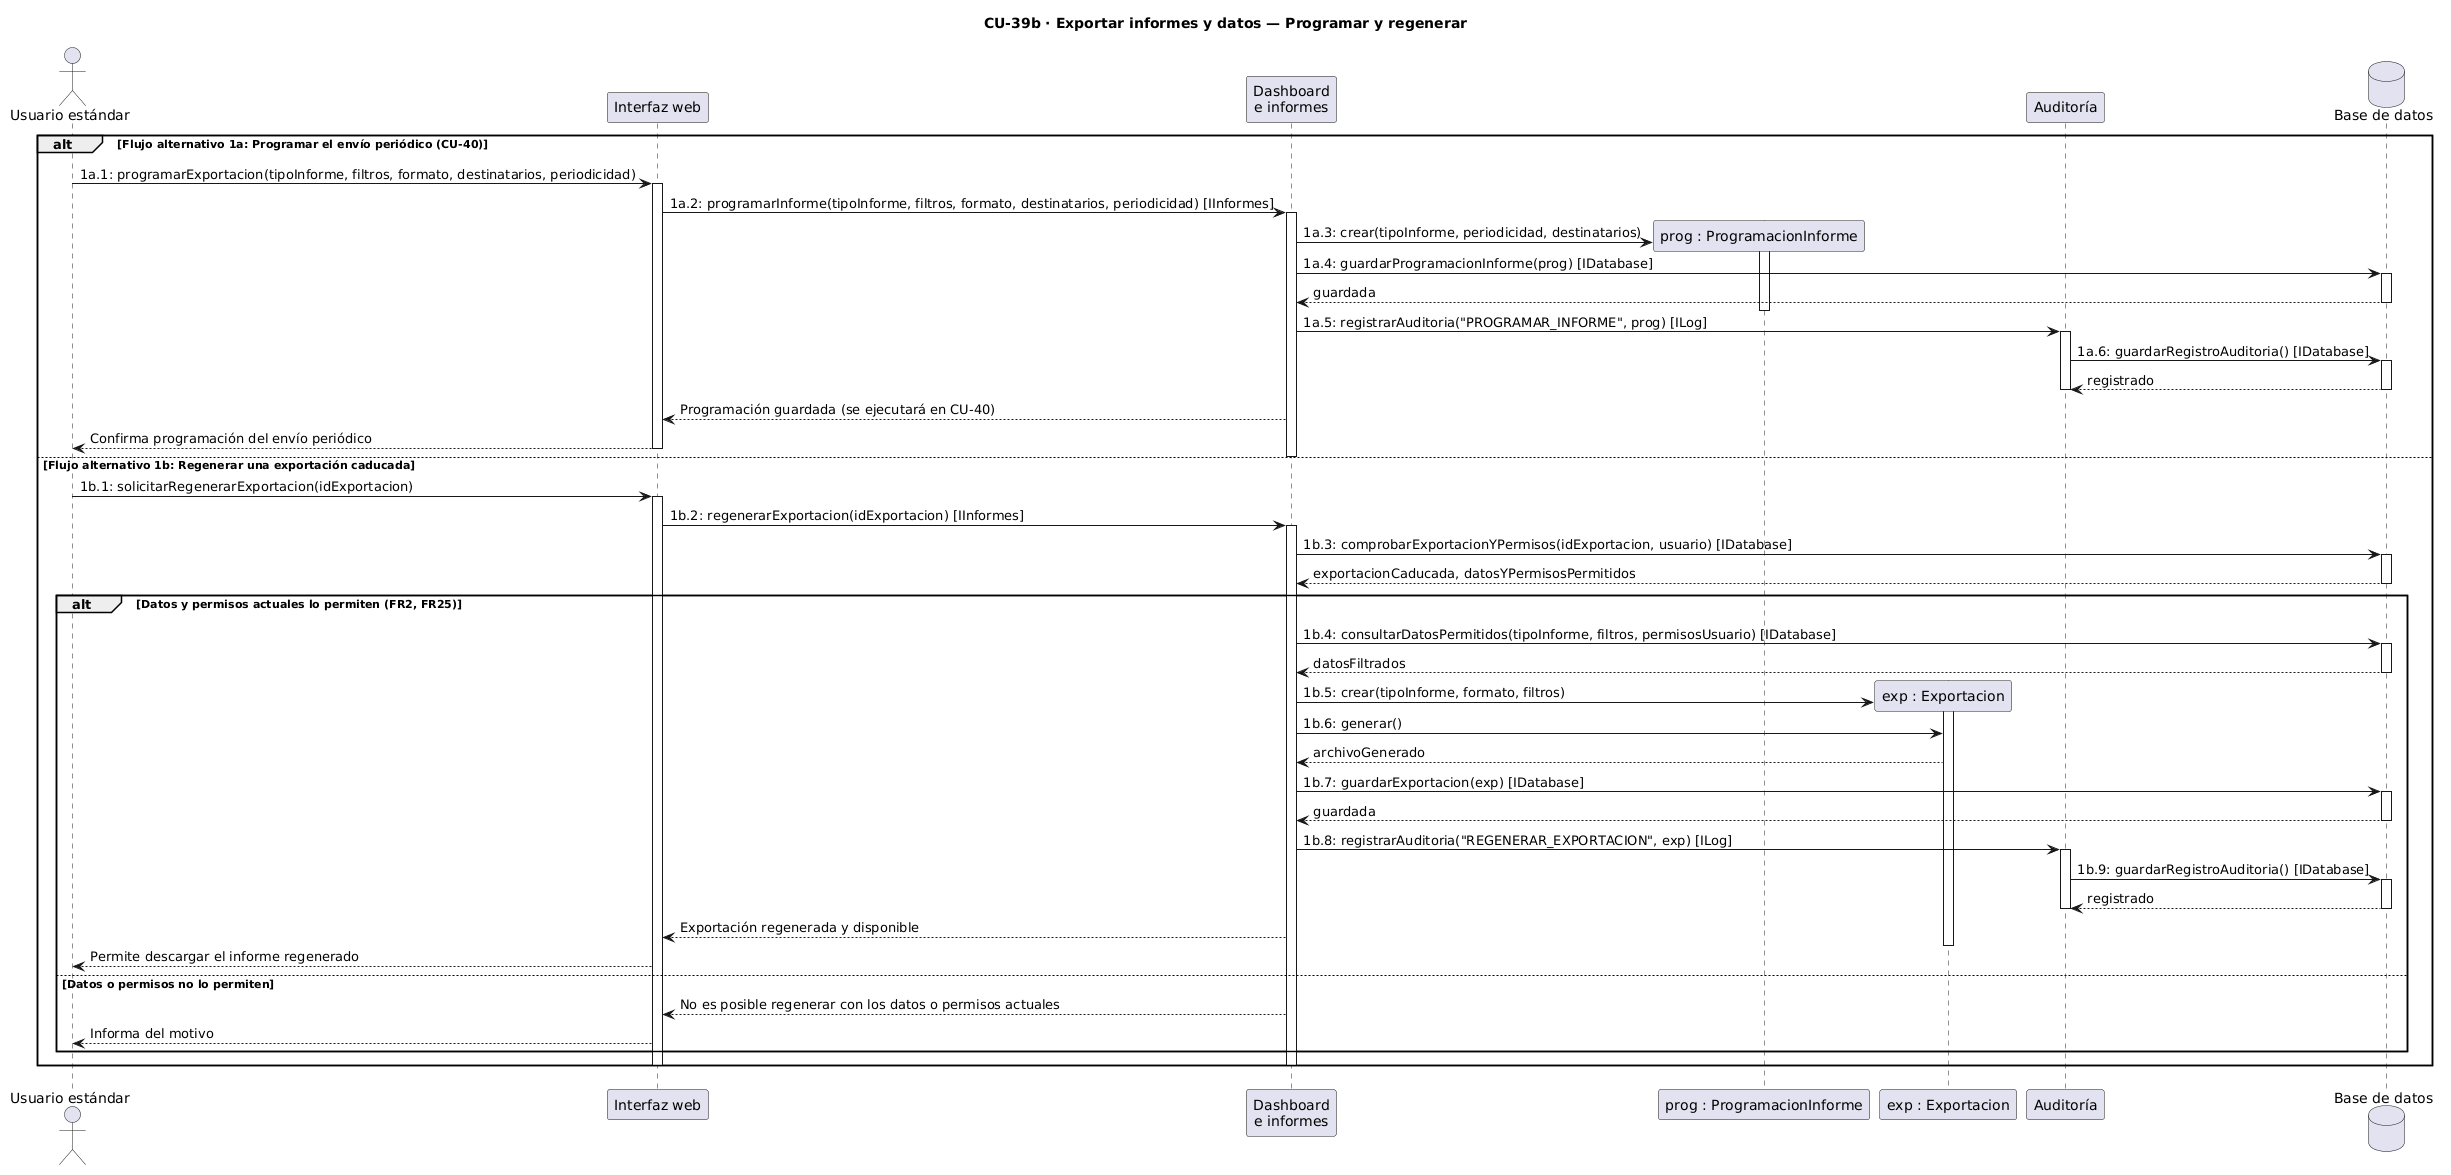 CU-39b · Exportar informes y datos — Programar y regenerar
Usuario estándar
Interfaz web
Dashboard
e informes
Auditoría
Base de datos
alt
[Flujo alternativo 1a: Programar el envío periódico (CU-40)]
1a.1: programarExportacion(tipoInforme, filtros, formato, destinatarios, periodicidad)
1a.2: programarInforme(tipoInforme, filtros, formato, destinatarios, periodicidad) [IInformes]
1a.3: crear(tipoInforme, periodicidad, destinatarios)
prog : ProgramacionInforme
1a.4: guardarProgramacionInforme(prog) [IDatabase]
guardada
1a.5: registrarAuditoria("PROGRAMAR_INFORME", prog) [ILog]
1a.6: guardarRegistroAuditoria() [IDatabase]
registrado
Programación guardada (se ejecutará en CU-40)
Confirma programación del envío periódico
[Flujo alternativo 1b: Regenerar una exportación caducada]
1b.1: solicitarRegenerarExportacion(idExportacion)
1b.2: regenerarExportacion(idExportacion) [IInformes]
1b.3: comprobarExportacionYPermisos(idExportacion, usuario) [IDatabase]
exportacionCaducada, datosYPermisosPermitidos
alt
[Datos y permisos actuales lo permiten (FR2, FR25)]
1b.4: consultarDatosPermitidos(tipoInforme, filtros, permisosUsuario) [IDatabase]
datosFiltrados
1b.5: crear(tipoInforme, formato, filtros)
exp : Exportacion
1b.6: generar()
archivoGenerado
1b.7: guardarExportacion(exp) [IDatabase]
guardada
1b.8: registrarAuditoria("REGENERAR_EXPORTACION", exp) [ILog]
1b.9: guardarRegistroAuditoria() [IDatabase]
registrado
Exportación regenerada y disponible
Permite descargar el informe regenerado
[Datos o permisos no lo permiten]
No es posible regenerar con los datos o permisos actuales
Informa del motivo
Usuario estándar
Interfaz web
Dashboard
e informes
prog : ProgramacionInforme
exp : Exportacion
Auditoría
Base de datos